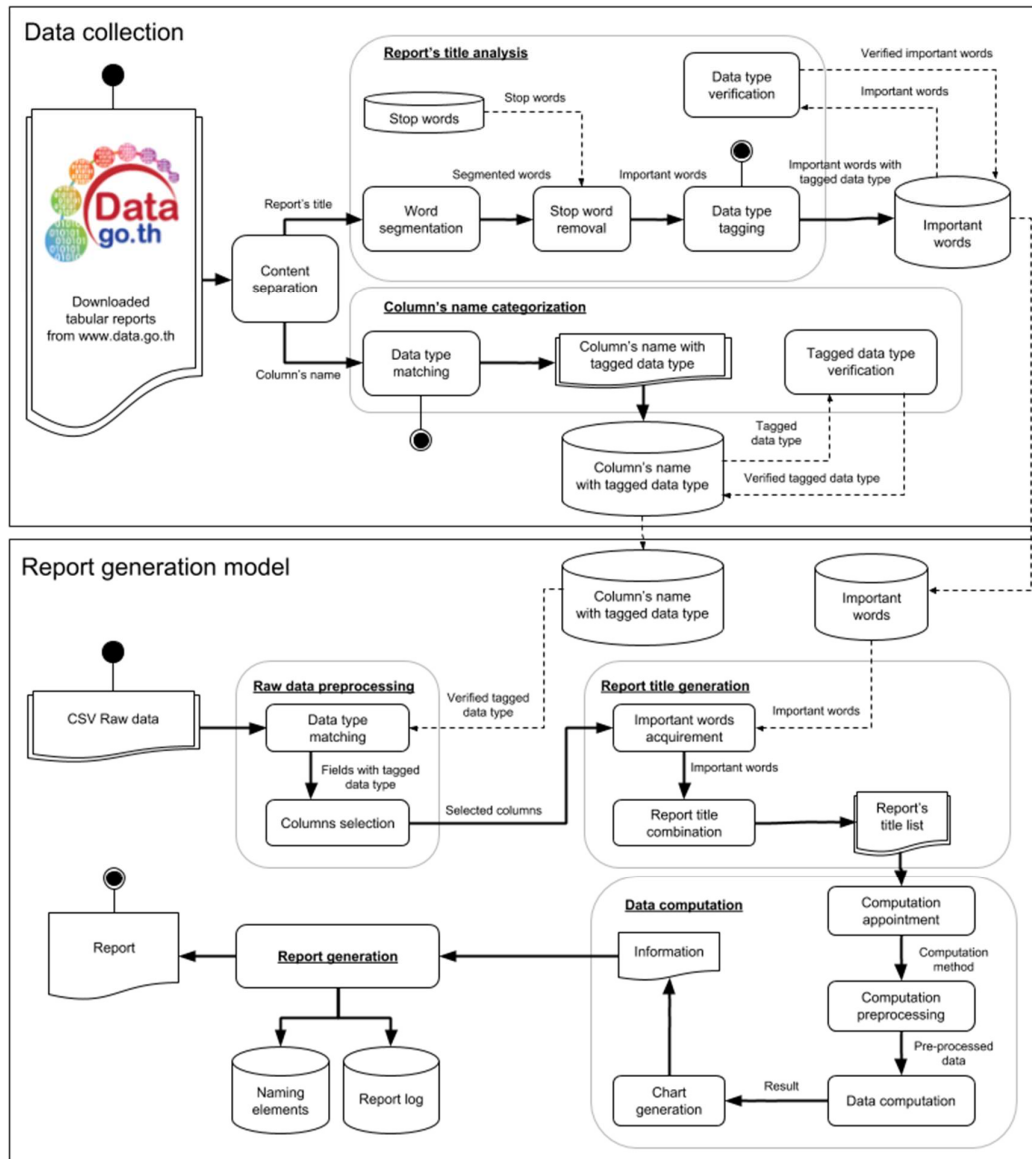 Data collection
Report's title analysis
Data type
verification
Verified important words
Important words
Stop words
Stop words
Data
go.th
Downloaded
tabular reports
from www.data.go.th
Report's title
Content
separation
Column's name
Word
segmentation
Segmented words
Stop word
removal
Important words
Data type
tagging
Important words with
tagged data type
Important
words
Column's name categorization
Data type
matching
Column's name with
tagged data type
Tagged data type
verification
Column's name
with tagged data type
Tagged
data type
Verified tagged data type
Report generation model
Column's name
with tagged data type
Important
words
CSV Raw data
Raw data preprocessing
Data type
matching
Verified tagged
data type
Fields with tagged
data type
Columns selection
Selected columns
Report title generation
Important words
acquirement
Important words
Important words
Report title
combination
Report's
title list
Data computation
Computation
appointment
Computation
method
Computation
preprocessing
Pre-processed
data
Data computation
Result
Chart
generation
Information
Report generation
Report
Naming
elements
Report log